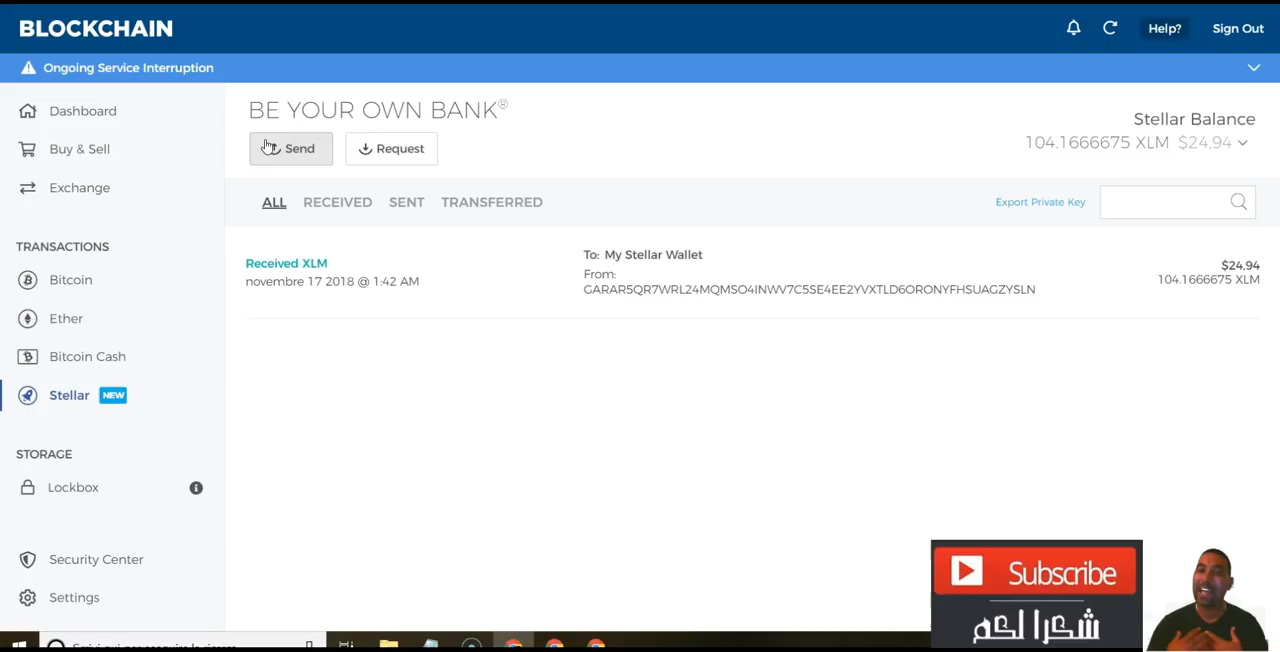 BLOCKCHAIN
Help?
Sign Out
Ongoing Service Interruption
Dashboard
Buy & Sell
Exchange
TRANSACTIONS
Bitcoin
Ether
Bitcoin Cash
Stellar NEW
STORAGE
Lockbox
Security Center
Settings
BE YOUR OWN BANK®
Send
Request
Stellar Balance
104.1666675 XLM $24.94
ALL RECEIVED SENT TRANSFERRED
Export Private Key
Received XLM
novembre 17 2018 @ 1:42 AM
To: My Stellar Wallet
From:
GARAR5QR7WRL24MQMSO4INWV7C5SE4EE2YVXTLD6ORONYFHSUAGZYSLN
$24.94
104.1666675 XLM
Subscribe
شكرا لكم